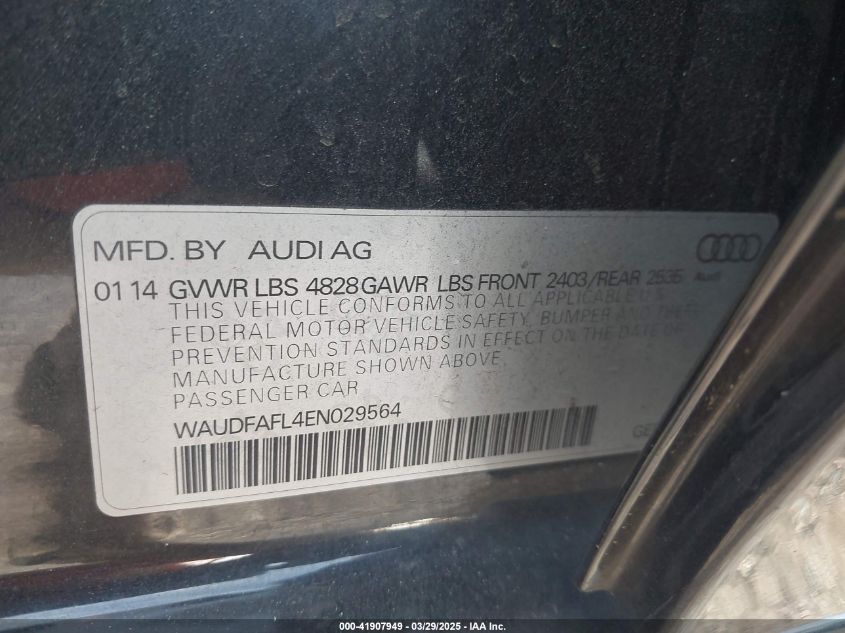 MFD. BY AUDI AG
Audi
01 14 GVWR LBS 4828 GAWR LBS FRONT 2403/REAR 2535
THIS VEHICLE CONFORMS TO ALL APPLICABLE U.S.
FEDERAL MOTOR VEHICLE SAFETY, BUMPER AND THEFT
PREVENTION STANDARDS IN EFFECT ON THE DATE OF
MANUFACTURE SHOWN ABOVE.
PASSENGER CAR
WAUDFAFL4EN029564
000-41907949 - 03/29/2025 - IAA Inc.